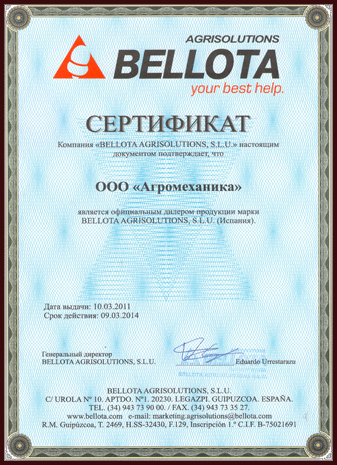 AGRISOLUTIONS
BELLOTA
your best help.
СЕРТИФИКАТ
Компания «BELLOTA AGRISOLUTIONS, S.L.U.» настоящим
документом подтверждает, что
ООО «Агромеханика»
является официальным дилером продукции марки
BELLOTA AGRISOLUTIONS, S.L.U. (Испания).
Дата выдачи: 10.03.2011
Срок действия: 09.03.2014
Генеральный директор
BELLOTA AGRISOLUTIONS, S.L.U.
Eduardo Urrestarazu
BELLOTA AGRISOLUTIONS, S.L.U.
C/ UROLA Nº 10. APTDO. Nº1. 20230. LEGAZPI. GUIPUZCOA. ESPAÑA.
TEL. (34) 943 73 90 00. / FAX. (34) 943 73 35 27.
www.bellota.com e-mail: marketing.agrisolutions@bellota.com
R.M. Guipúzcoa, T. 2469, H.SS-32430, F.129, Inscripción 1.ª C.I.F. B-75021691